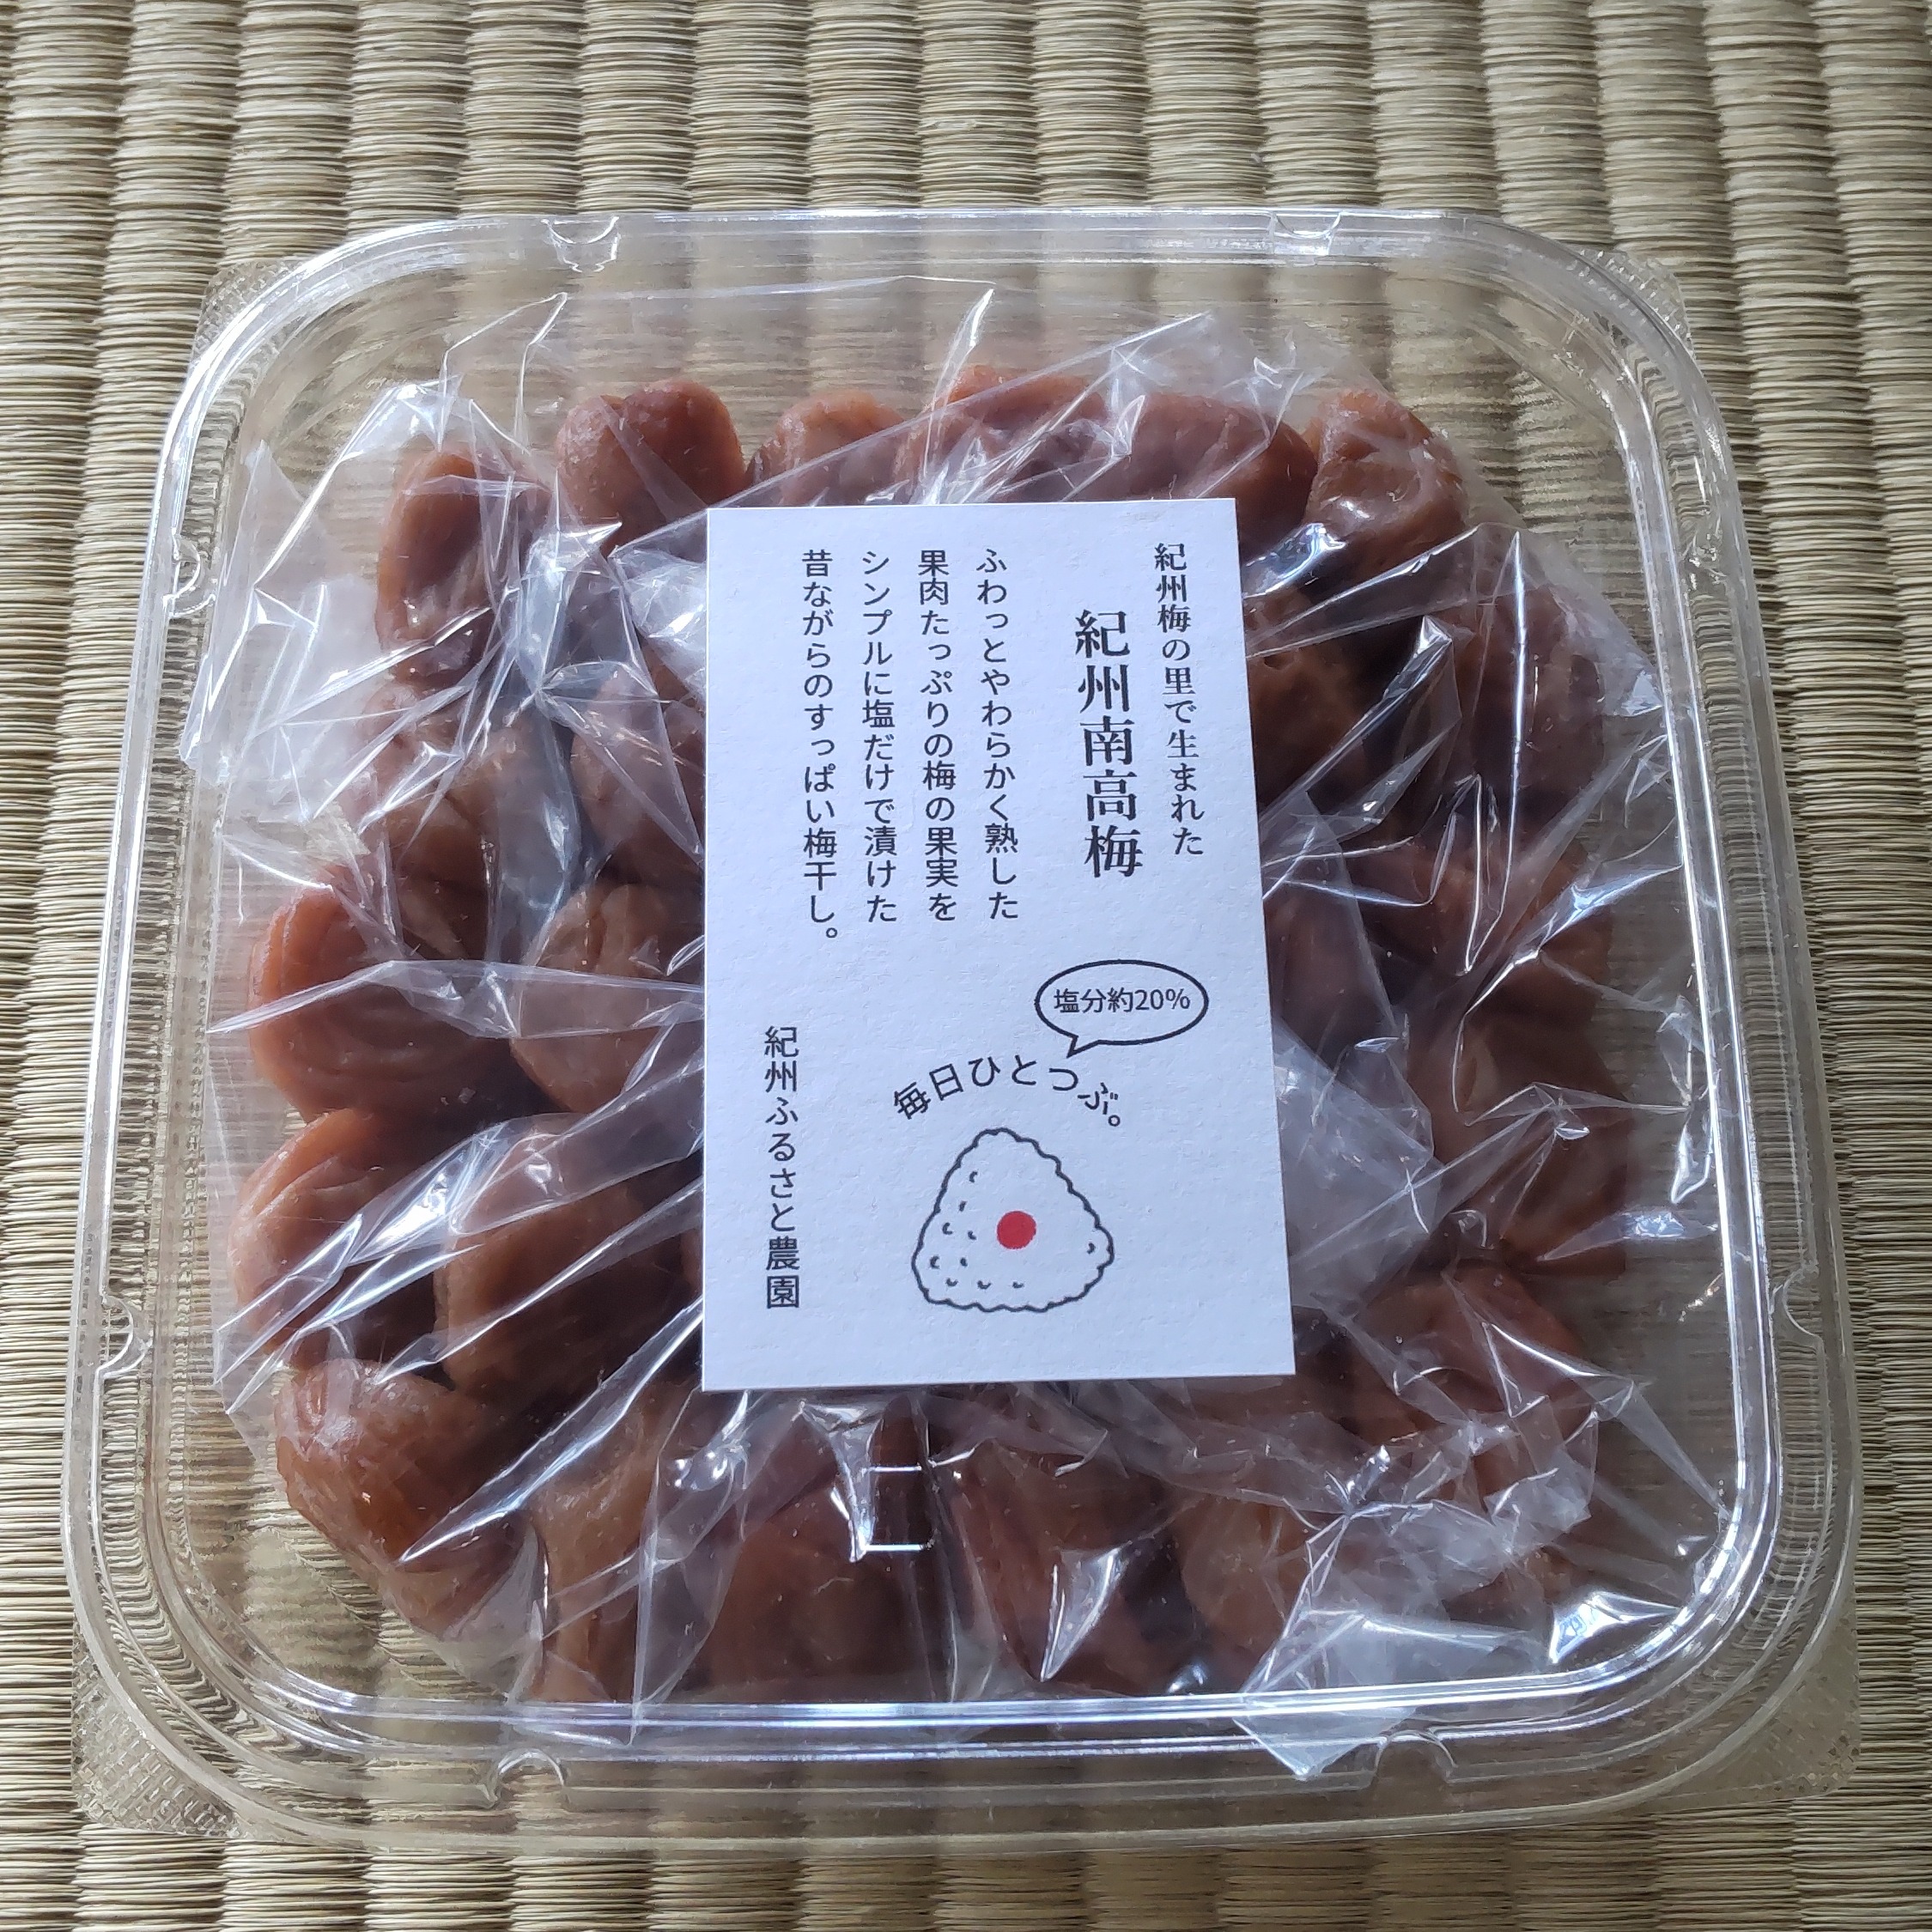 紀州梅の里で生まれた
紀州南高梅
ふわっとやわらかく熟した
果肉たっぷりの梅の果実を
シンプルに塩だけで漬けた
昔ながらのすっぱい梅干し。
塩分約20%
毎日ひとつぶ。
紀州ふるさと農園